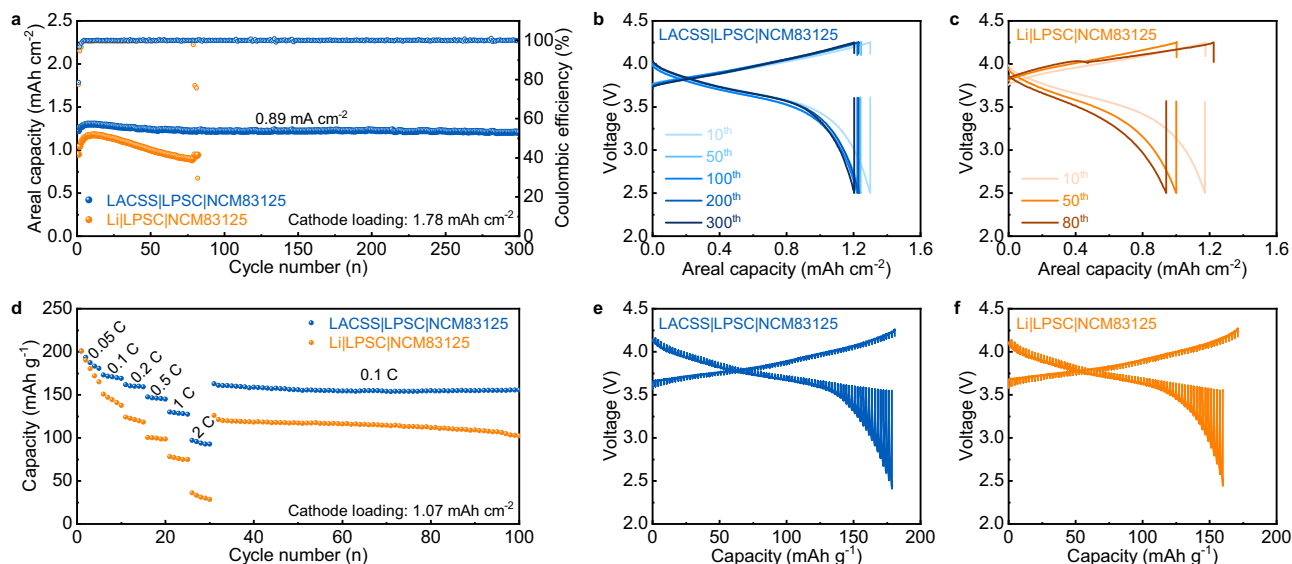 a
2.5
2.0
1.5
1.0
0.5
0.0
Areal capacity (mAh cm⁻²)
100
80
60
40
20
0
Coulombic efficiency (%)
0.89 mA cm⁻²
LACSS|LPSC|NCM83125
Li|LPSC|NCM83125
Cathode loading: 1.78 mAh cm⁻²
0 50 100 150 200 250 300
Cycle number (n)
b
LACSS|LPSC|NCM83125
4.0
3.5
3.0
2.5
2.0
Voltage (V)
10th
50th
100th
200th
300th
0.0 0.4 0.8 1.2 1.6
Areal capacity (mAh cm⁻²)
c
Li|LPSC|NCM83125
4.0
3.5
3.0
2.5
2.0
Voltage (V)
10th
50th
80th
0.0 0.4 0.8 1.2 1.6
Areal capacity (mAh cm⁻²)
d
250
200
150
100
50
0
Capacity (mAh g⁻¹)
LACSS|LPSC|NCM83125
Li|LPSC|NCM83125
0.05 C
0.1 C
0.2 C
0.5 C
1 C
2 C
0.1 C
Cathode loading: 1.07 mAh cm⁻²
0 20 40 60 80 100
Cycle number (n)
e
LACSS|LPSC|NCM83125
4.0
3.5
3.0
2.5
2.0
Voltage (V)
0 50 100 150 200
Capacity (mAh g⁻¹)
f
Li|LPSC|NCM83125
4.0
3.5
3.0
2.5
2.0
Voltage (V)
0 50 100 150 200
Capacity (mAh g⁻¹)